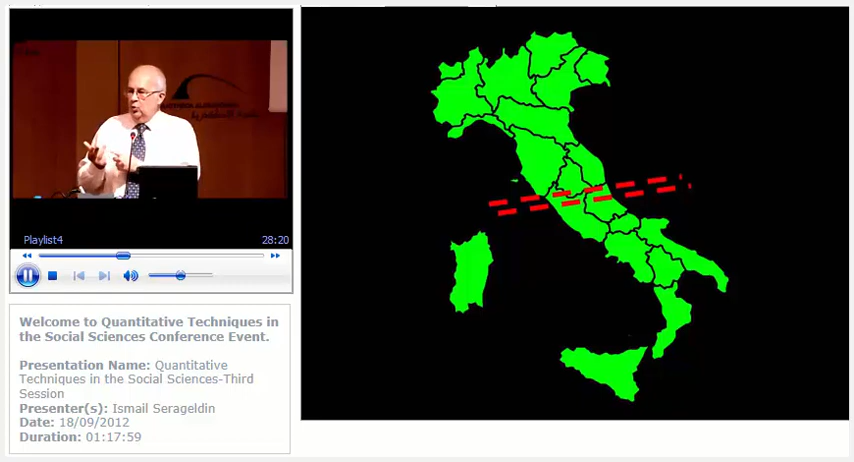 Playlist4
28:20
Welcome to Quantitative Techniques in
the Social Sciences Conference Event.
Presentation Name: Quantitative
Techniques in the Social Sciences-Third
Session
Presenter(s): Ismail Serageldin
Date: 18/09/2012
Duration: 01:17:59